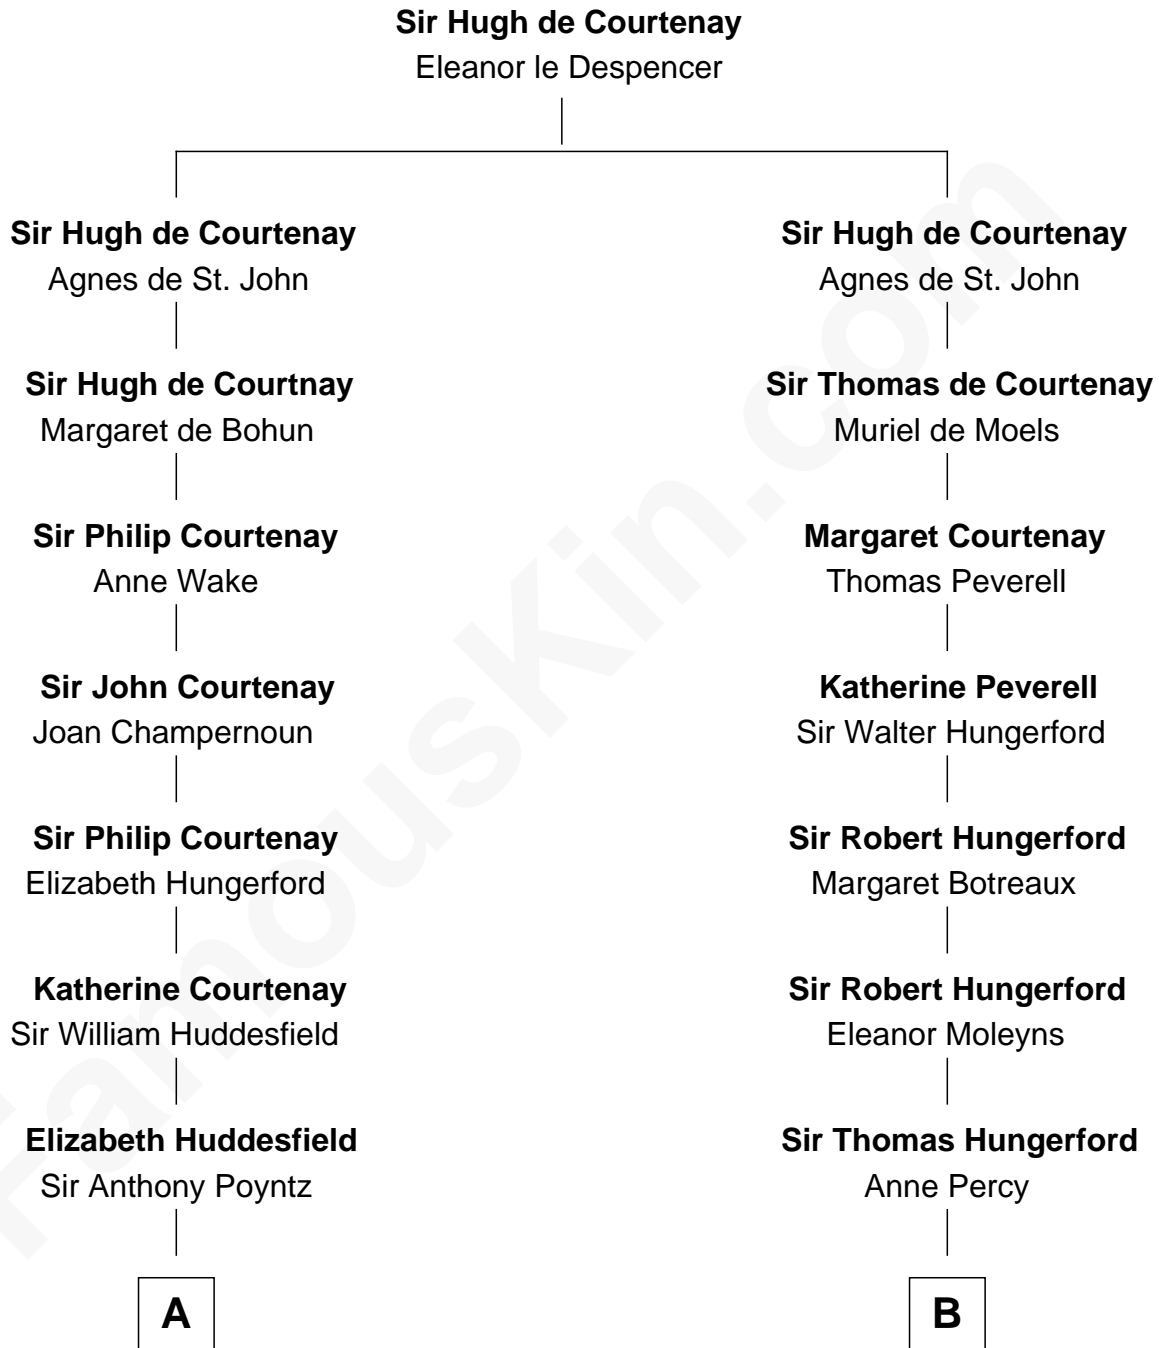 Sir Hugh de Courtenay
Eleanor le Despencer
Sir Hugh de Courtenay
Agnes de St. John
Sir Hugh de Courtenay
Agnes de St. John
Sir Hugh de Courtnay
Margaret de Bohun
Sir Thomas de Courtenay
Muriel de Moels
Sir Philip Courtenay
Anne Wake
Margaret Courtenay
Thomas Peverell
Sir John Courtenay
Joan Champernoun
Katherine Peverell
Sir Walter Hungerford
Sir Philip Courtenay
Elizabeth Hungerford
Sir Robert Hungerford
Margaret Botreaux
Katherine Courtenay
Sir William Huddesfield
Sir Robert Hungerford
Eleanor Moleyns
Elizabeth Huddesfield
Sir Anthony Poyntz
Sir Thomas Hungerford
Anne Percy
A
B
FamousKin.com